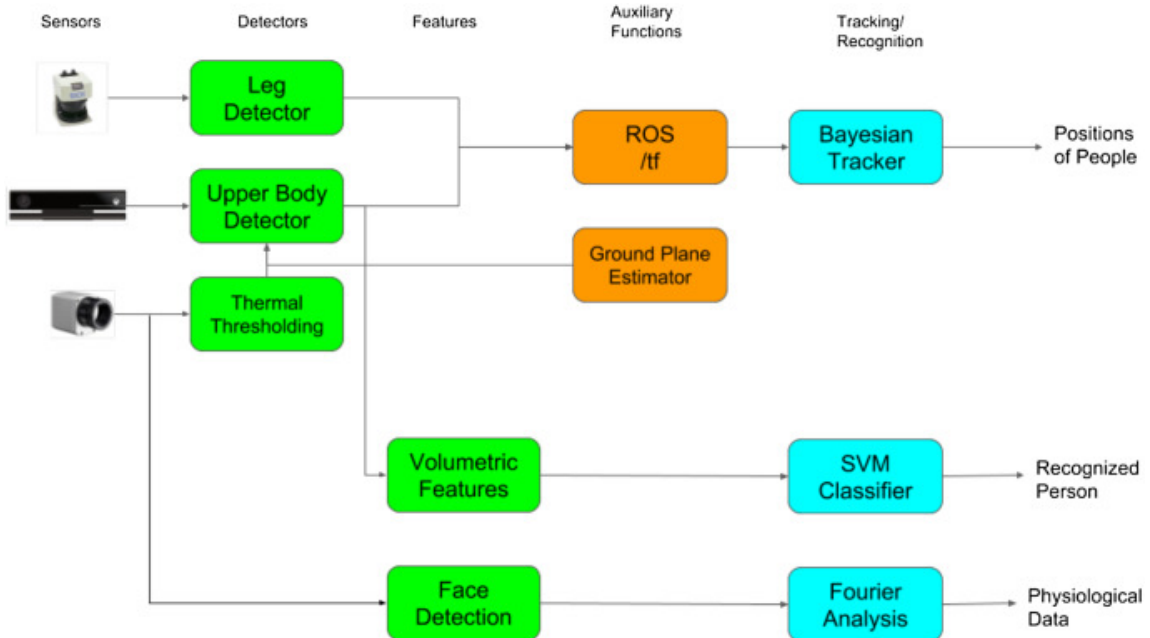 Sensors
Detectors
Features
Auxiliary
Functions
Tracking/
Recognition
Leg
Detector
ROS
/tf
Bayesian
Tracker
Positions
of People
Upper Body
Detector
Ground Plane
Estimator
Thermal
Thresholding
Volumetric
Features
SVM
Classifier
Recognized
Person
Face
Detection
Fourier
Analysis
Physiological
Data